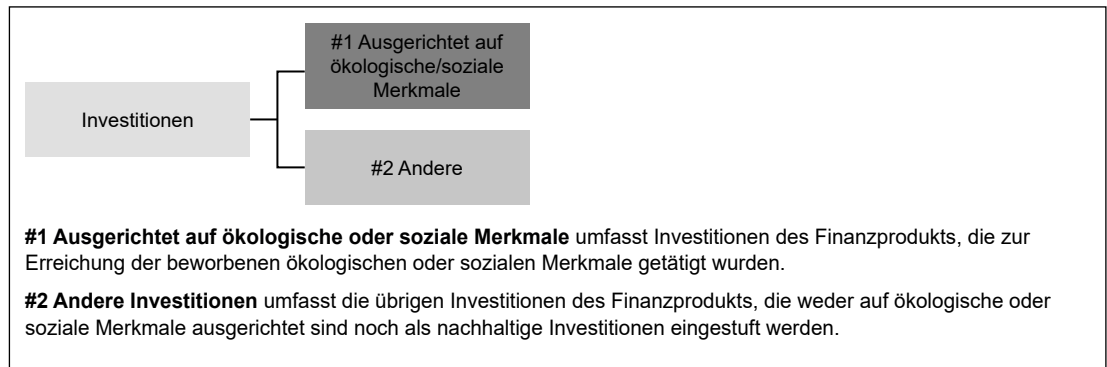 #1 Ausgerichtet auf
ökologische/soziale
Merkmale
Investitionen
#2 Andere
#1 Ausgerichtet auf ökologische oder soziale Merkmale umfasst Investitionen des Finanzprodukts, die zur
Erreichung der beworbenen ökologischen oder sozialen Merkmale getätigt wurden.
#2 Andere Investitionen umfasst die übrigen Investitionen des Finanzprodukts, die weder auf ökologische oder
soziale Merkmale ausgerichtet sind noch als nachhaltige Investitionen eingestuft werden.